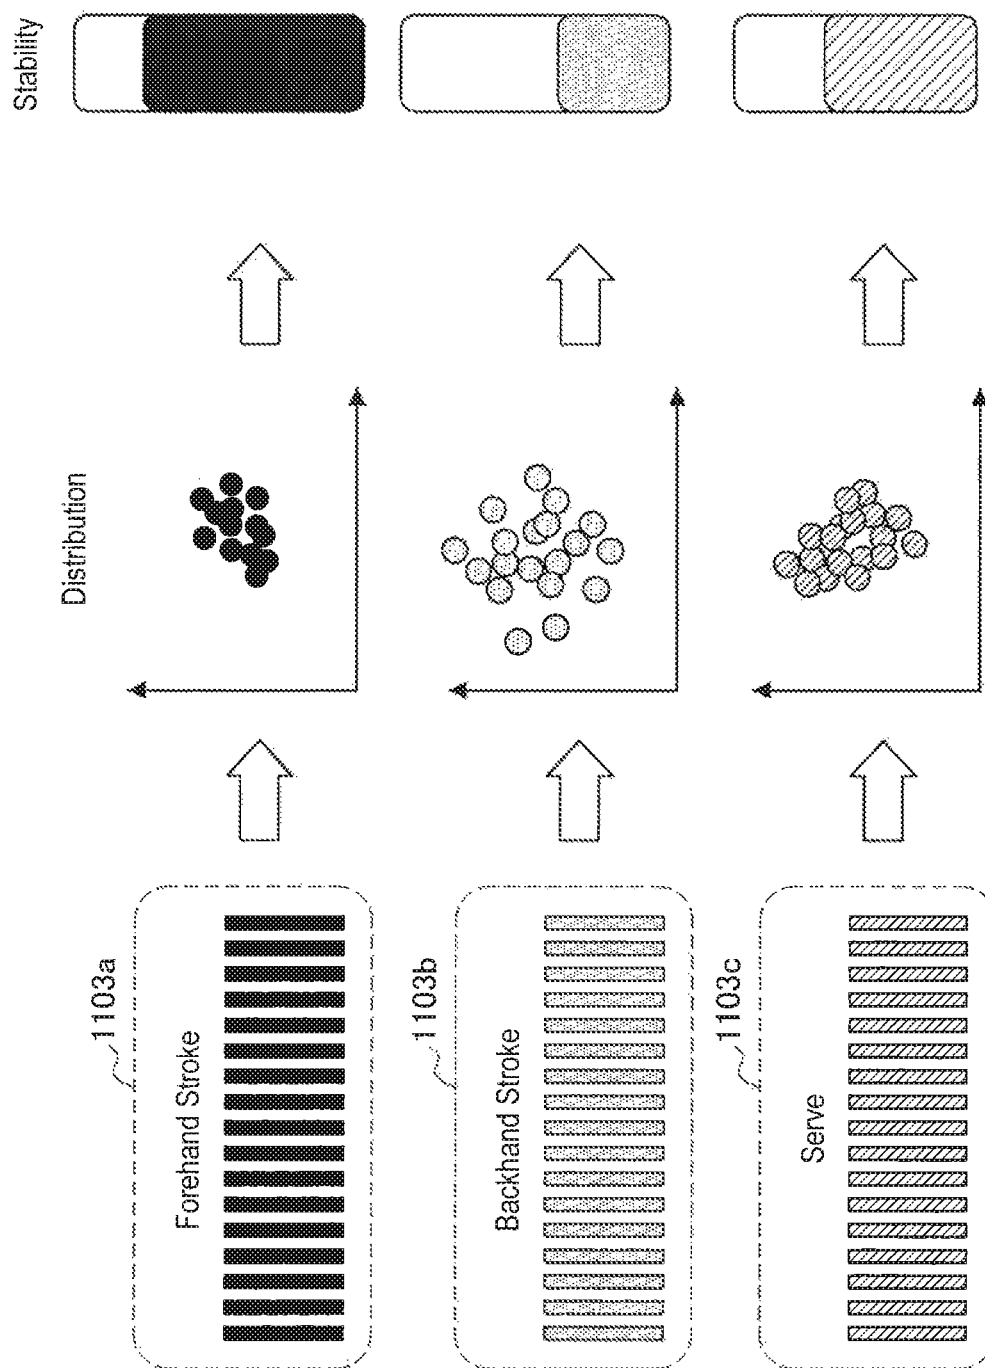 Distribution
Stability
1103a
Forehand Stroke
1103b
Backhand Stroke
1103c
Serve